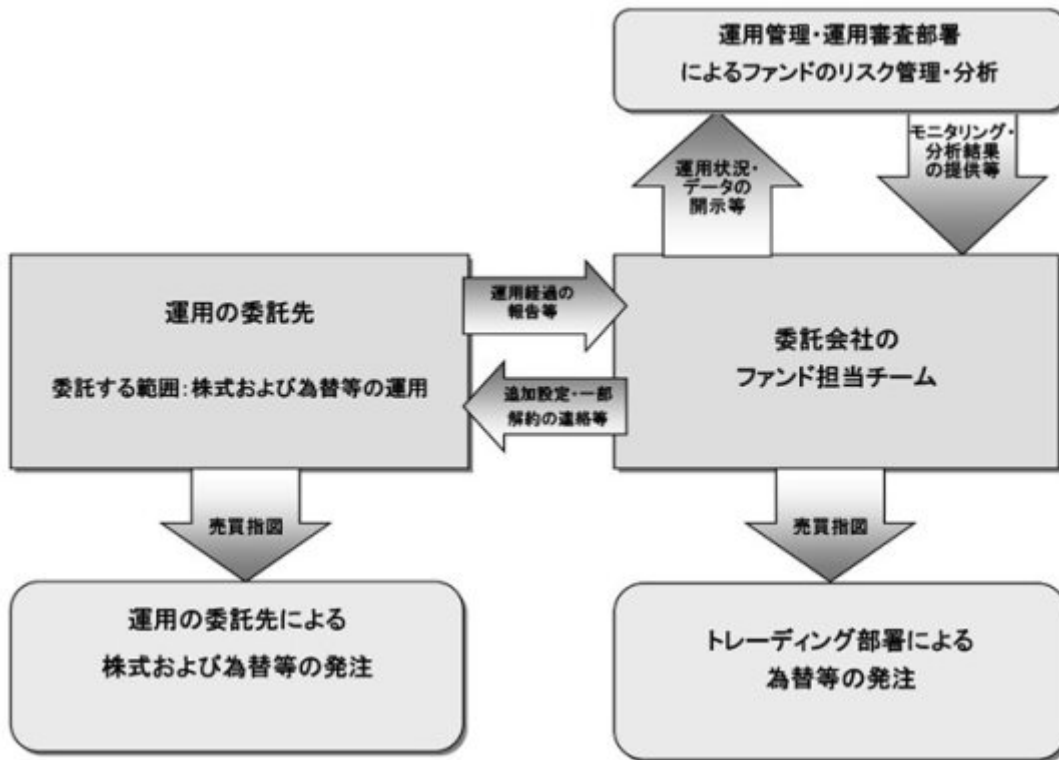 運用管理・運用審査部署
によるファンドのリスク管理・分析
運用状況・
データの
開示等
モニタリング・
分析結果
の提供等
運用の委託先
委託する範囲：株式および為替等の運用
運用経過の
報告等
追加設定・一部
解約の連絡等
委託会社の
ファンド担当チーム
売買指図
売買指図
運用の委託先による
株式および為替等の発注
トレーディング部署による
為替等の発注